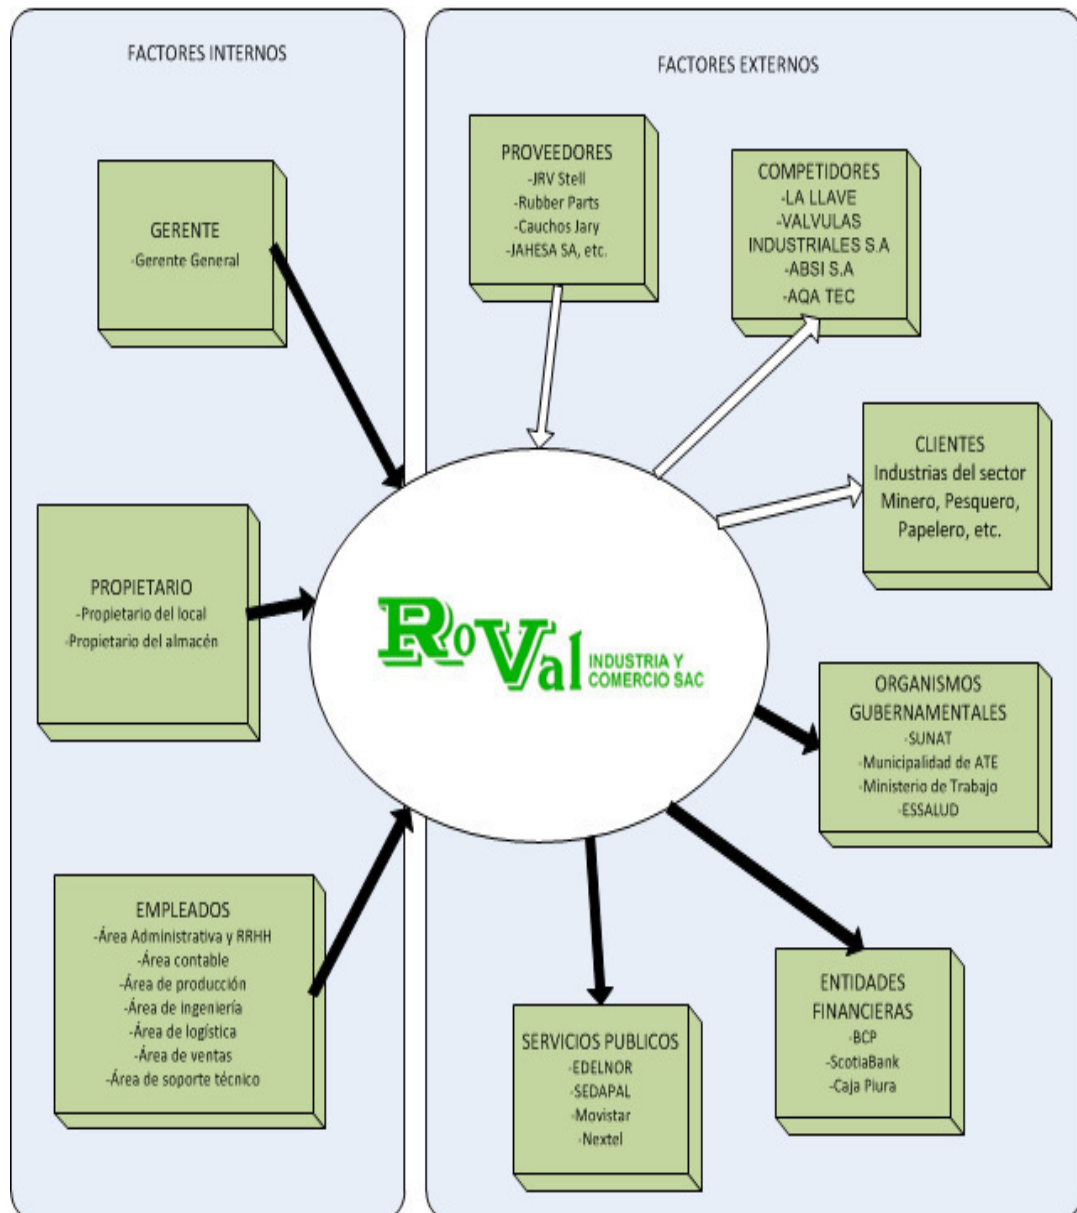 FACTORES INTERNOS
GERENTE
-Gerente General
PROPIETARIO
-Propietario del local
-Propietario del almacén
EMPLEADOS
-Área Administrativa y RRHH
-Área contable
-Área de producción
-Área de ingeniería
-Área de logística
-Área de ventas
-Área de soporte técnico
FACTORES EXTERNOS
PROVEEDORES
-JRV Stell
-Rubber Parts
-Cauchos Jary
-JAHESA SA, etc.
COMPETIDORES
-LA LLAVE
-VALVULAS
INDUSTRIALES S.A
-ABSI S.A
-AQA TEC
CLIENTES
Industrias del sector
Minero, Pesquero,
Papelero, etc.
RoVal INDUSTRIA Y
COMERCIO SAC
ORGANISMOS
GUBERNAMENTALES
-SUNAT
-Municipalidad de ATE
-Ministerio de Trabajo
-ESSALUD
ENTIDADES
FINANCIERAS
-BCP
-ScotiaBank
-Caja Piura
SERVICIOS PUBLICOS
-EDELNOR
-SEDAPAL
-Movistar
-Nextel